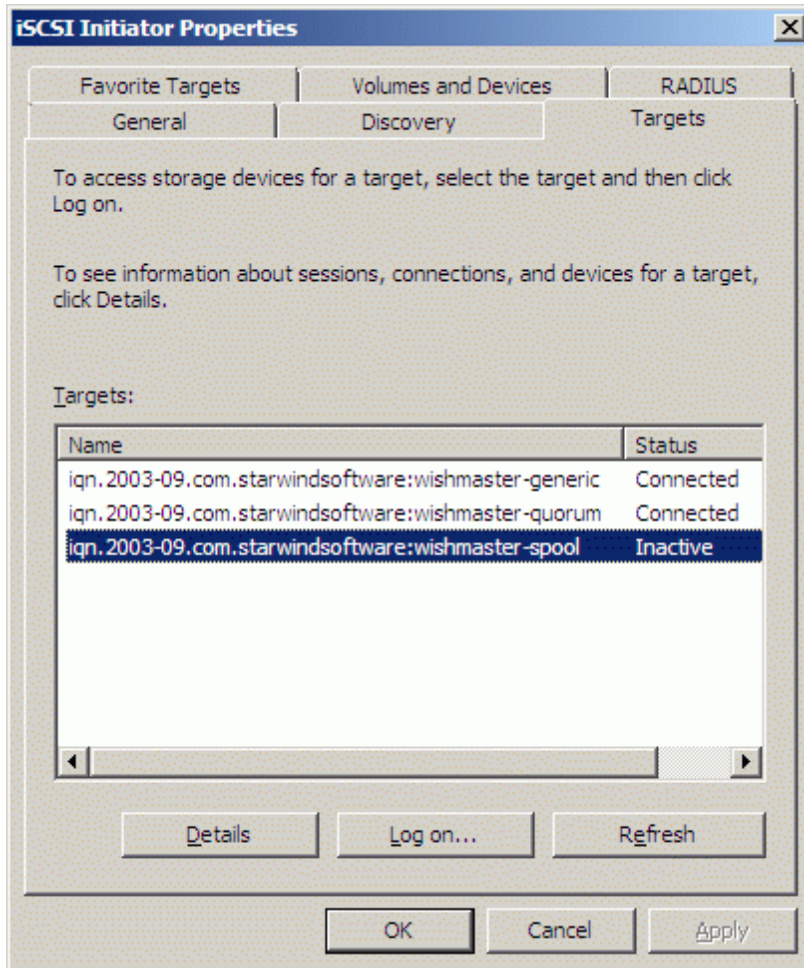 iSCSI Initiator Properties
Favorite Targets Volumes and Devices RADIUS
General Discovery Targets
To access storage devices for a target, select the target and then click
Log on.
To see information about sessions, connections, and devices for a target,
click Details.
Targets:
Name Status
iqn.2003-09.com.starwindsoftware:wishmaster-generic Connected
iqn.2003-09.com.starwindsoftware:wishmaster-quorum Connected
iqn.2003-09.com.starwindsoftware:wishmaster-spool Inactive
Details Log on... Refresh
OK Cancel Apply